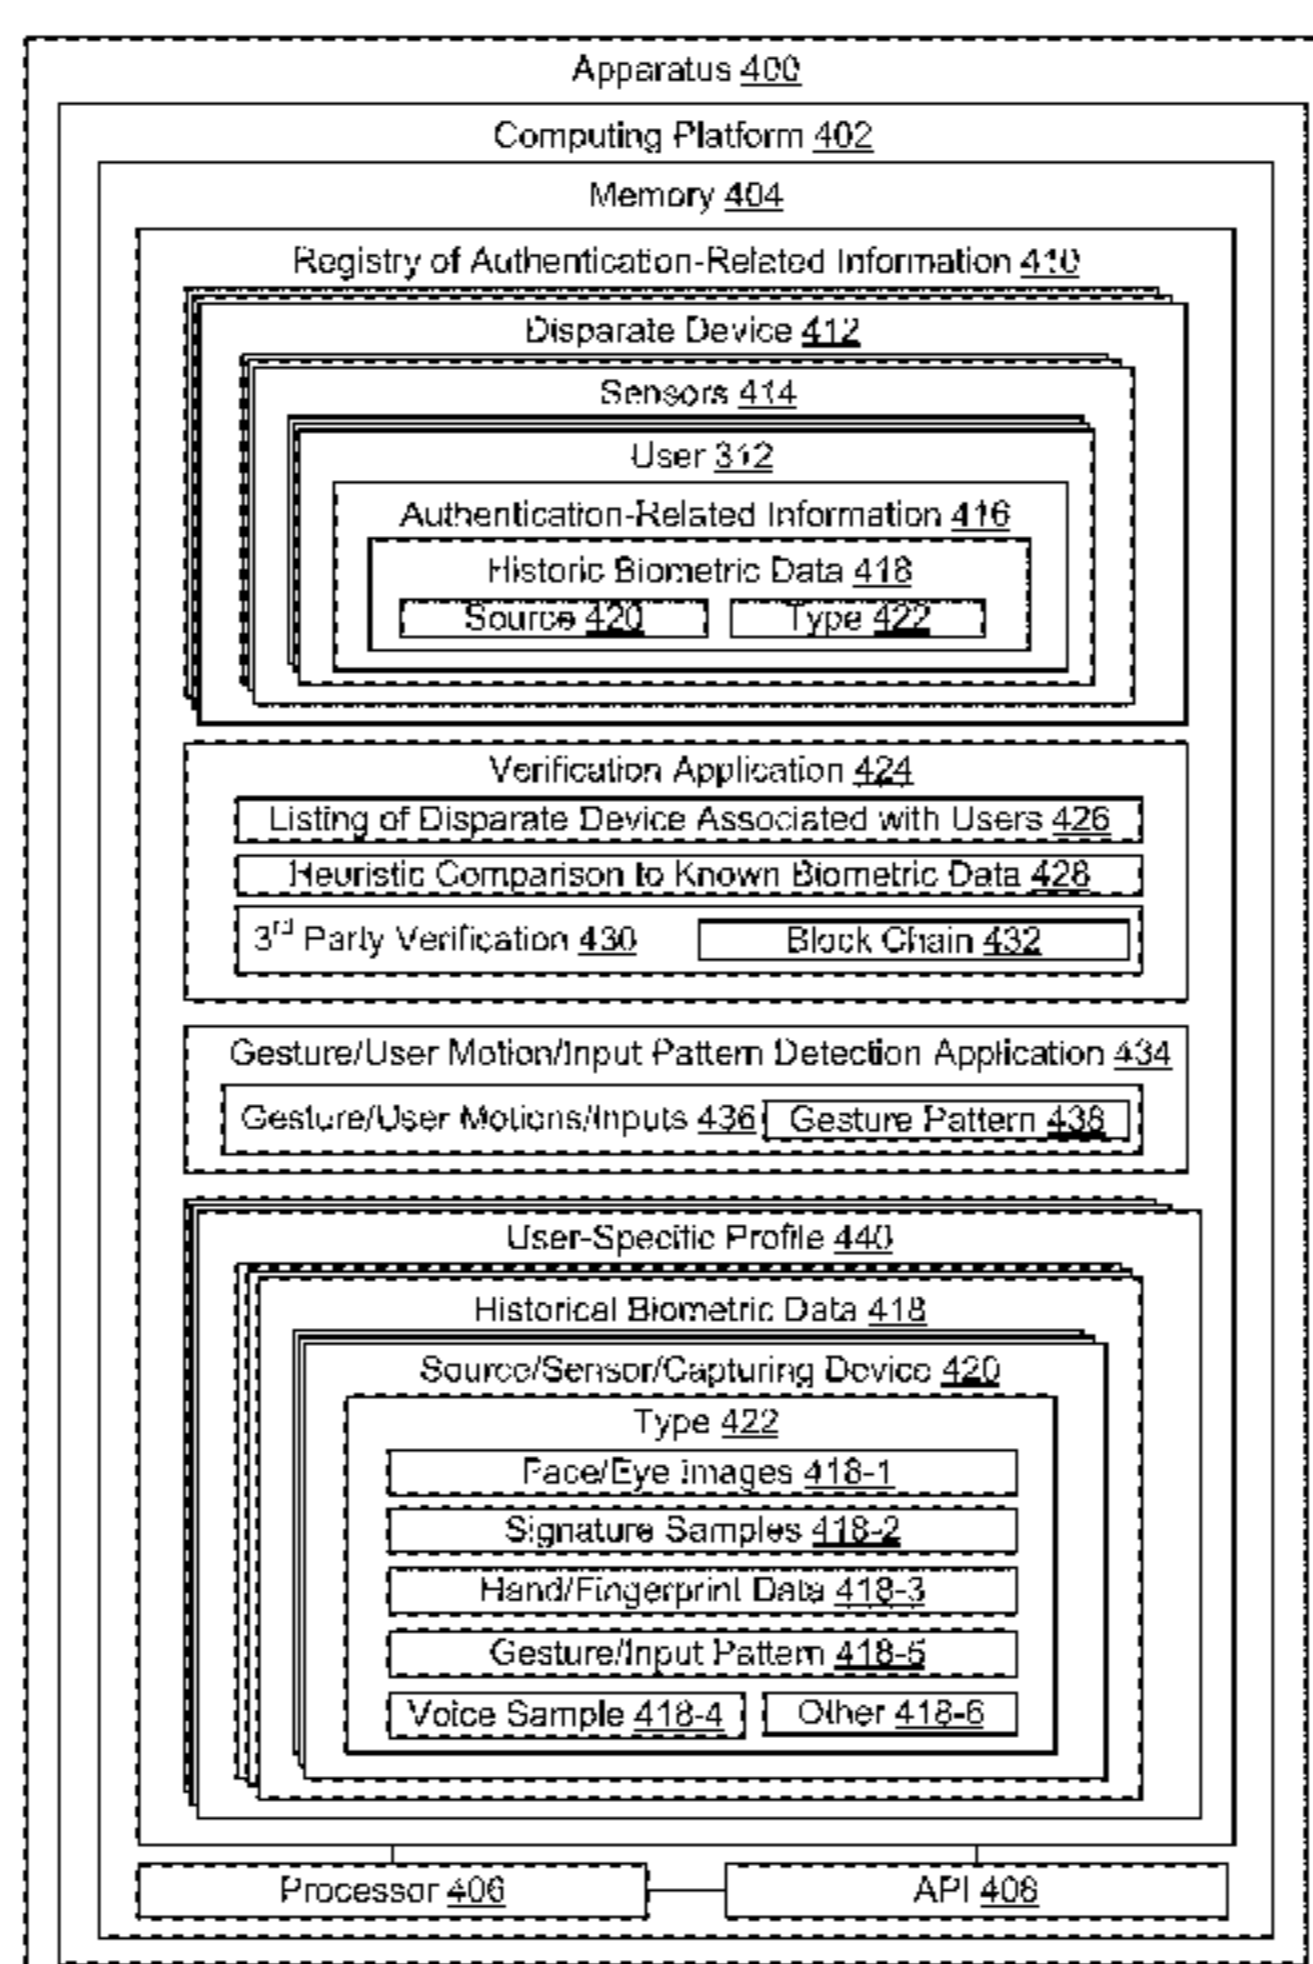 Apparatus 400
Computing Platform 402
Memory 404
Registry of Authentication-Related Information 410
Disparate Device 412
Sensors 414
User 312
Authentication-Related Information 416
Historic Biometric Data 418
Source 420 Type 422
Verification Application 424
Listing of Disparate Device Associated with Users 426
Heuristic Comparison to Known Biometric Data 428
3rd Party Verification 430 Block Chain 432
Gesture/User Motion/Input Pattern Detection Application 434
Gesture/User Motions/Inputs 436 Gesture Pattern 438
User-Specific Profile 440
Historical Biometric Data 418
Source/Sensor/Capturing Device 420
Type 422
Face/Eye Images 418-1
Signature Samples 418-2
Hand/Fingerprint Data 418-3
Gesture/Input Pattern 418-5
Voice Sample 418-4 Other 418-6
Processor 406 API 408